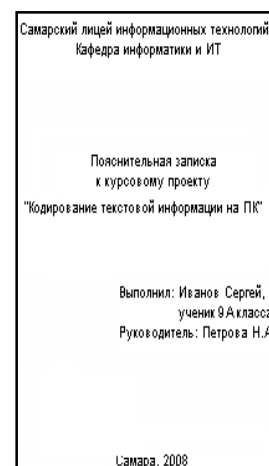 Самарский лицей информационных технологий
Кафедра информатики и ИТ
Пояснительная записка
к курсовому проекту
"Кодирование текстовой информации на ПК"
Выполнил: Иванов Сергей,
ученик 9 А класса
Руководитель: Петрова Н.А
Самара, 2008